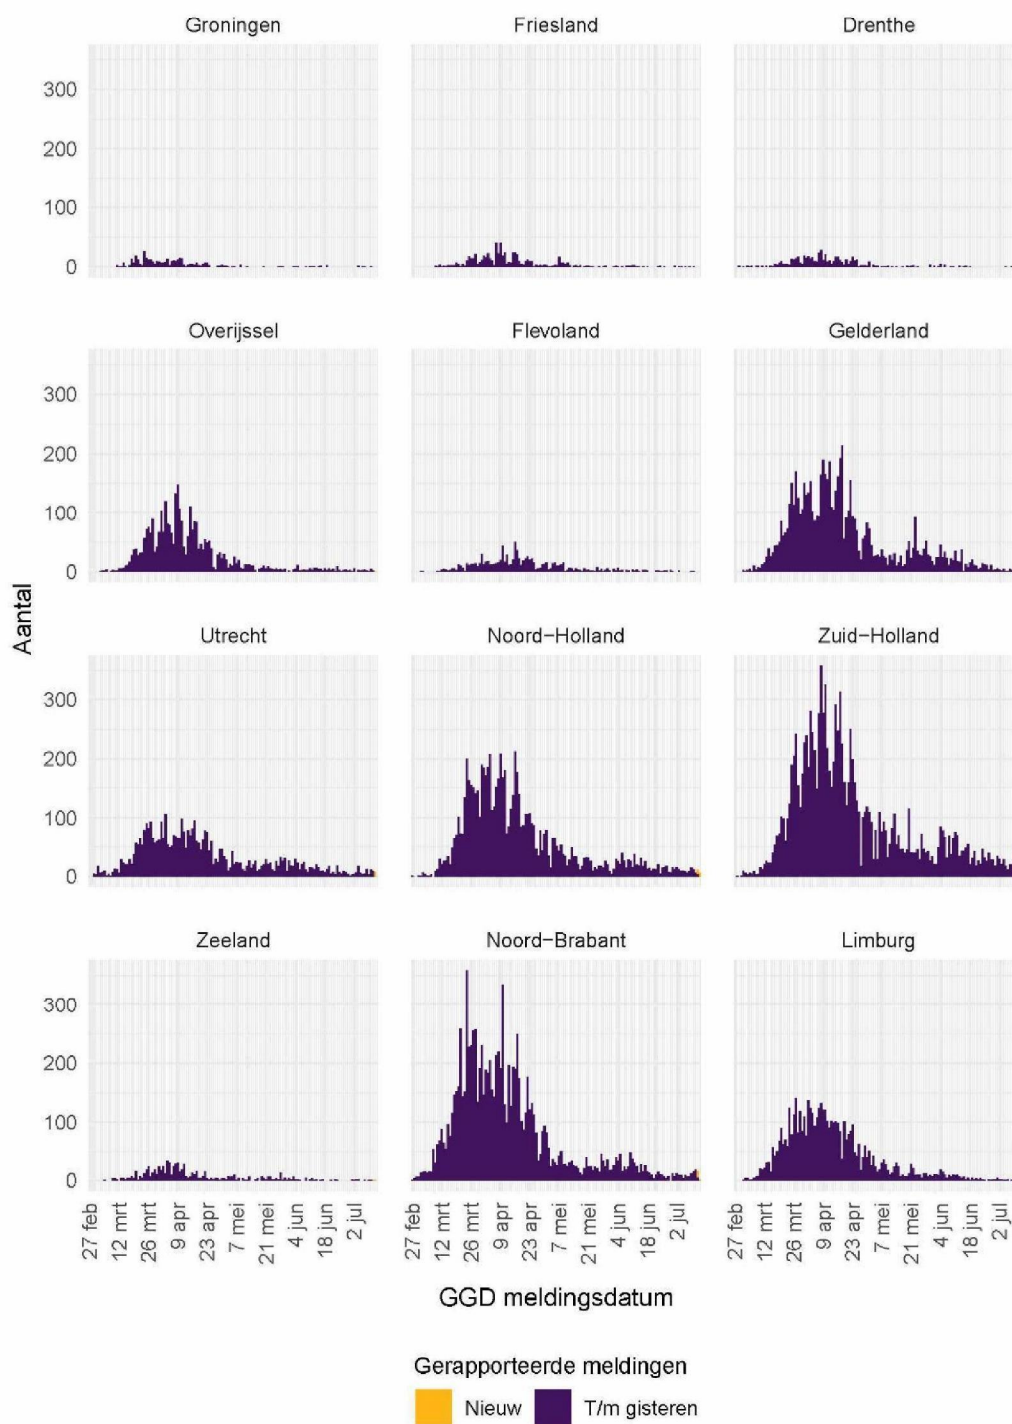 Groningen Friesland Drenthe
300
200
100
0
Overijssel Flevoland Gelderland
300
200
100
0
Aantal
Utrecht Noord-Holland Zuid-Holland
300
200
100
0
Zeeland Noord-Brabant Limburg
300
200
100
0
27 feb 12 mrt 26 mrt 9 apr 23 apr 7 mei 21 mei 4 jun 18 jun 2 jul 27 feb 12 mrt 26 mrt 9 apr 23 apr 7 mei 21 mei 4 jun 18 jun 2 jul 27 feb 12 mrt 26 mrt 9 apr 23 apr 7 mei 21 mei 4 jun 18 jun 2 jul
GGD meldingsdatum
Gerapporteerde meldingen
Nieuw T/m gisteren